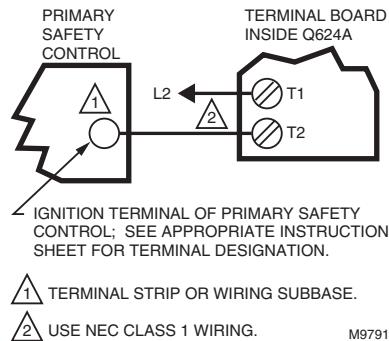 PRIMARY
SAFETY
CONTROL
TERMINAL BOARD
INSIDE Q624A
1
L2
T1
2
T2
IGNITION TERMINAL OF PRIMARY SAFETY
CONTROL; SEE APPROPRIATE INSTRUCTION
SHEET FOR TERMINAL DESIGNATION.
1 TERMINAL STRIP OR WIRING SUBBASE.
2 USE NEC CLASS 1 WIRING.
M9791